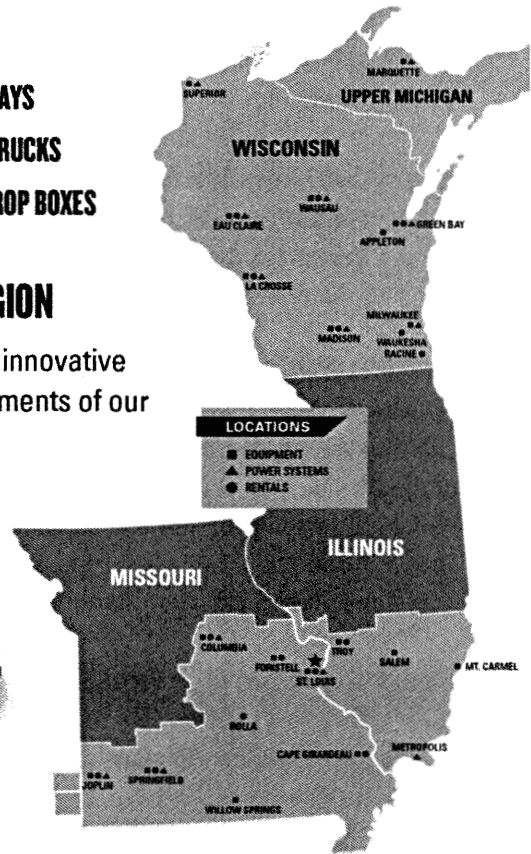 AYS
RUCKS
ROP BOXES
GION
innovative
ments of our
MARQUETTE
UPPER MICHIGAN
SUPERIOR
WISCONSIN
WAUSAU
EAU CLAIRE
GREEN BAY
APPLETON
LA CROSSE
MILWAUKEE
MADISON
WAUKESHA
RACINE
LOCATIONS
EQUIPMENT
POWER SYSTEMS
RENTALS
ILLINOIS
MISSOURI
COLUMBIA
FORISTELL
TROY
ST. LOUIS
SALEM
MT. CARMEL
ROLLA
CAPE GIRARDEAU
METROPOLIS
JOPLIN
SPRINGFIELD
WILLOW SPRINGS